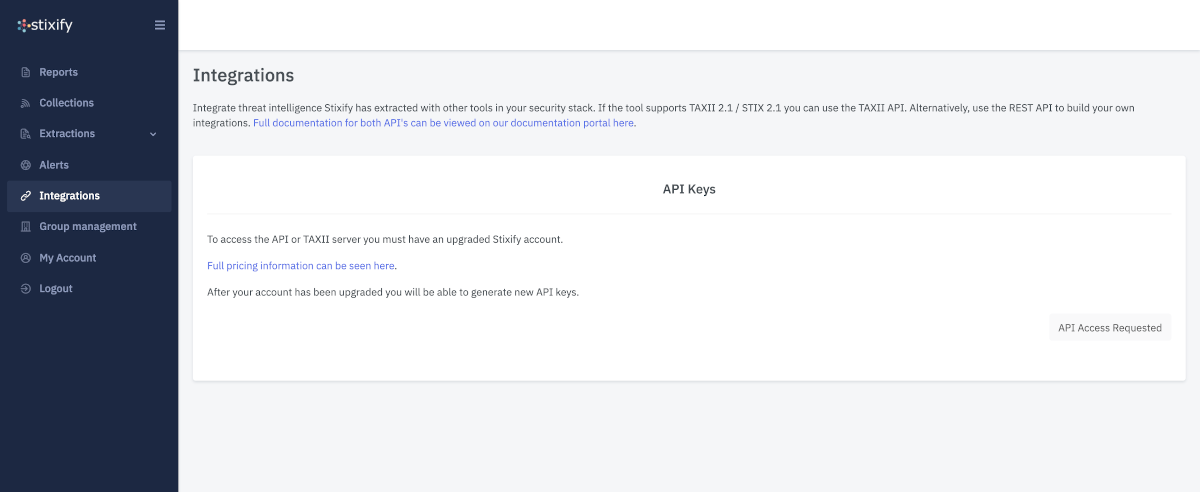 stixify
Reports
Collections
Extractions
Alerts
Integrations
Group management
My Account
Logout
Integrations
Integrate threat intelligence Stixify has extracted with other tools in your security stack. If the tool supports TAXII 2.1 / STIX 2.1 you can use the TAXII API. Alternatively, use the REST API to build your own
integrations. Full documentation for both API's can be viewed on our documentation portal here.
API Keys
To access the API or TAXII server you must have an upgraded Stixify account.
Full pricing information can be seen here.
After your account has been upgraded you will be able to generate new API keys.
API Access Requested